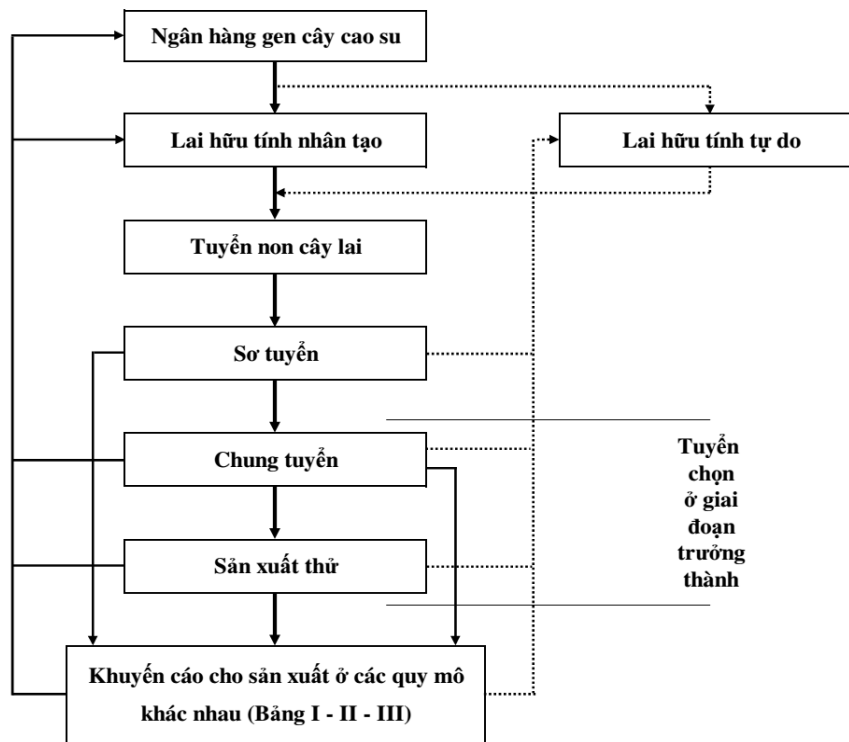 Ngân hàng gen cây cao su
Lai hữu tính nhân tạo
Lai hữu tính tự do
Tuyển non cây lai
Sơ tuyển
Chung tuyển
Tuyển
chọn
ở giai
đoạn
trưởng
thành
Sản xuất thử
Khuyến cáo cho sản xuất ở các quy mô
khác nhau (Bảng I - II - III)